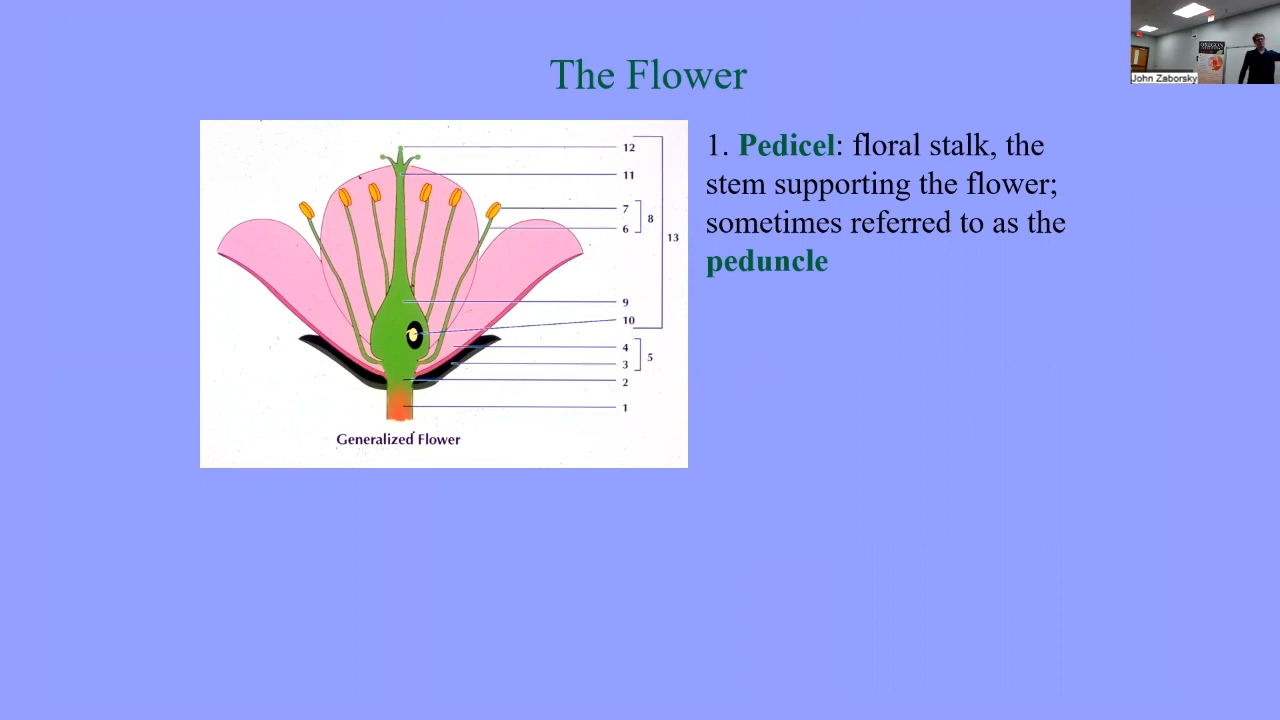 The Flower
John Zaborsky
OREGON
1. Pedicel: floral stalk, the
stem supporting the flower;
sometimes referred to as the
peduncle
12
11
7
8
6
13
9
10
4
5
3
2
1
Generalized Flower